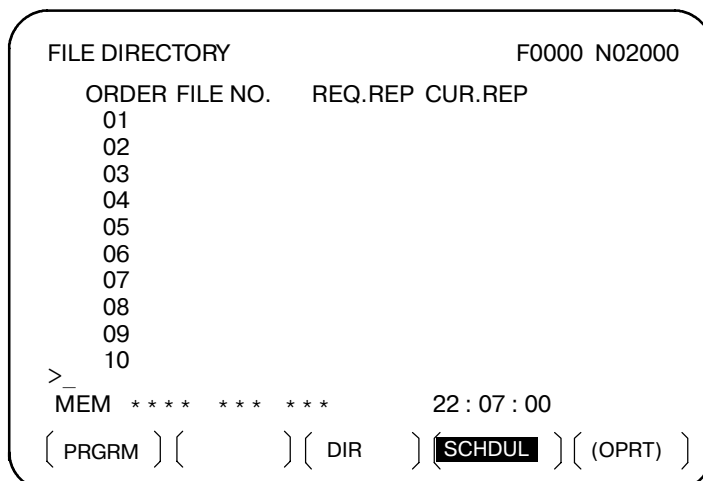 FILE DIRECTORY F0000 N02000
ORDER FILE NO. REQ.REP CUR.REP
01
02
03
04
05
06
07
08
09
10
>_
MEM * * * * * * * * * * 22 : 07 : 00
[ PRGRM ] [ ] [ DIR ] [ SCHDUL ] [ (OPRT) ]